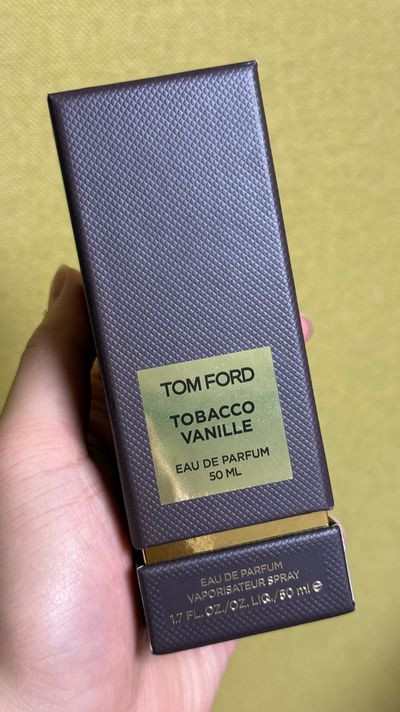 TOM FORD
TOBACCO
VANILLE
EAU DE PARFUM
50 ML
EAU DE PARFUM
VAPORISATEUR SPRAY
1.7 FL.OZ./OZ. LIQ./50 ml ℮